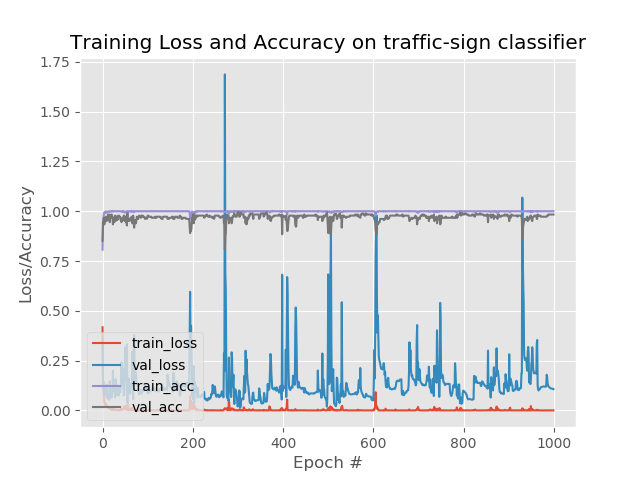 Training Loss and Accuracy on traffic-sign classifier
1.75
1.50
1.25
1.00
0.75
0.50
0.25
0.00
Loss/Accuracy
train_loss
val_loss
train_acc
val_acc
0 200 400 600 800 1000
Epoch #